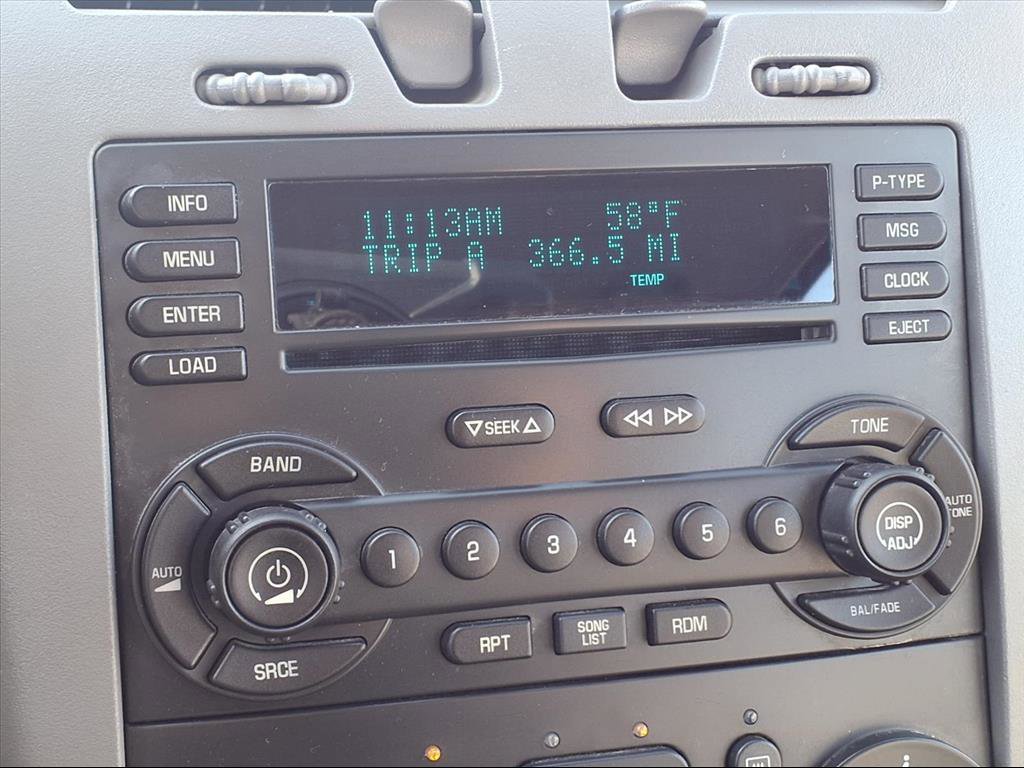 INFO
MENU
ENTER
LOAD
11:13AM 58°F
TRIP A 366.5 MI
TEMP
P-TYPE
MSG
CLOCK
EJECT
SEEK
BAND
AUTO
SRCE
1 2 3 4 5 6
TONE
AUTO
TONE
DISP
ADJ
BAL/FADE
RPT
SONG
LIST
RDM
i